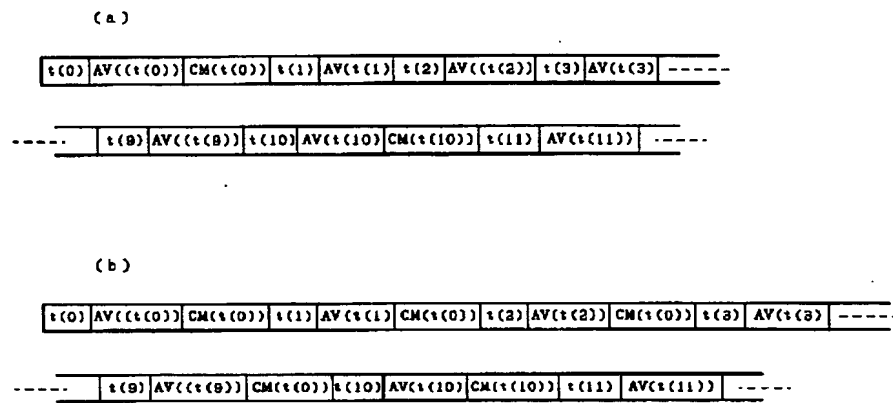 (a)
t(0) AV((t(0)) CM(t(0)) t(1) AV(t(1) t(2) AV((t(2)) t(3) AV(t(3) -----
----- t(9) AV((t(9)) t(10) AV(t(10) CM(t(10)) t(11) AV(t(11)) -----
(b)
t(0) AV((t(0)) CM(t(0)) t(1) AV(t(1) CM(t(0)) t(2) AV(t(2)) CM(t(0)) t(3) AV(t(3) -----
----- t(9) AV((t(9)) CM(t(0)) t(10) AV(t(10) CM(t(10)) t(11) AV(t(11)) -----